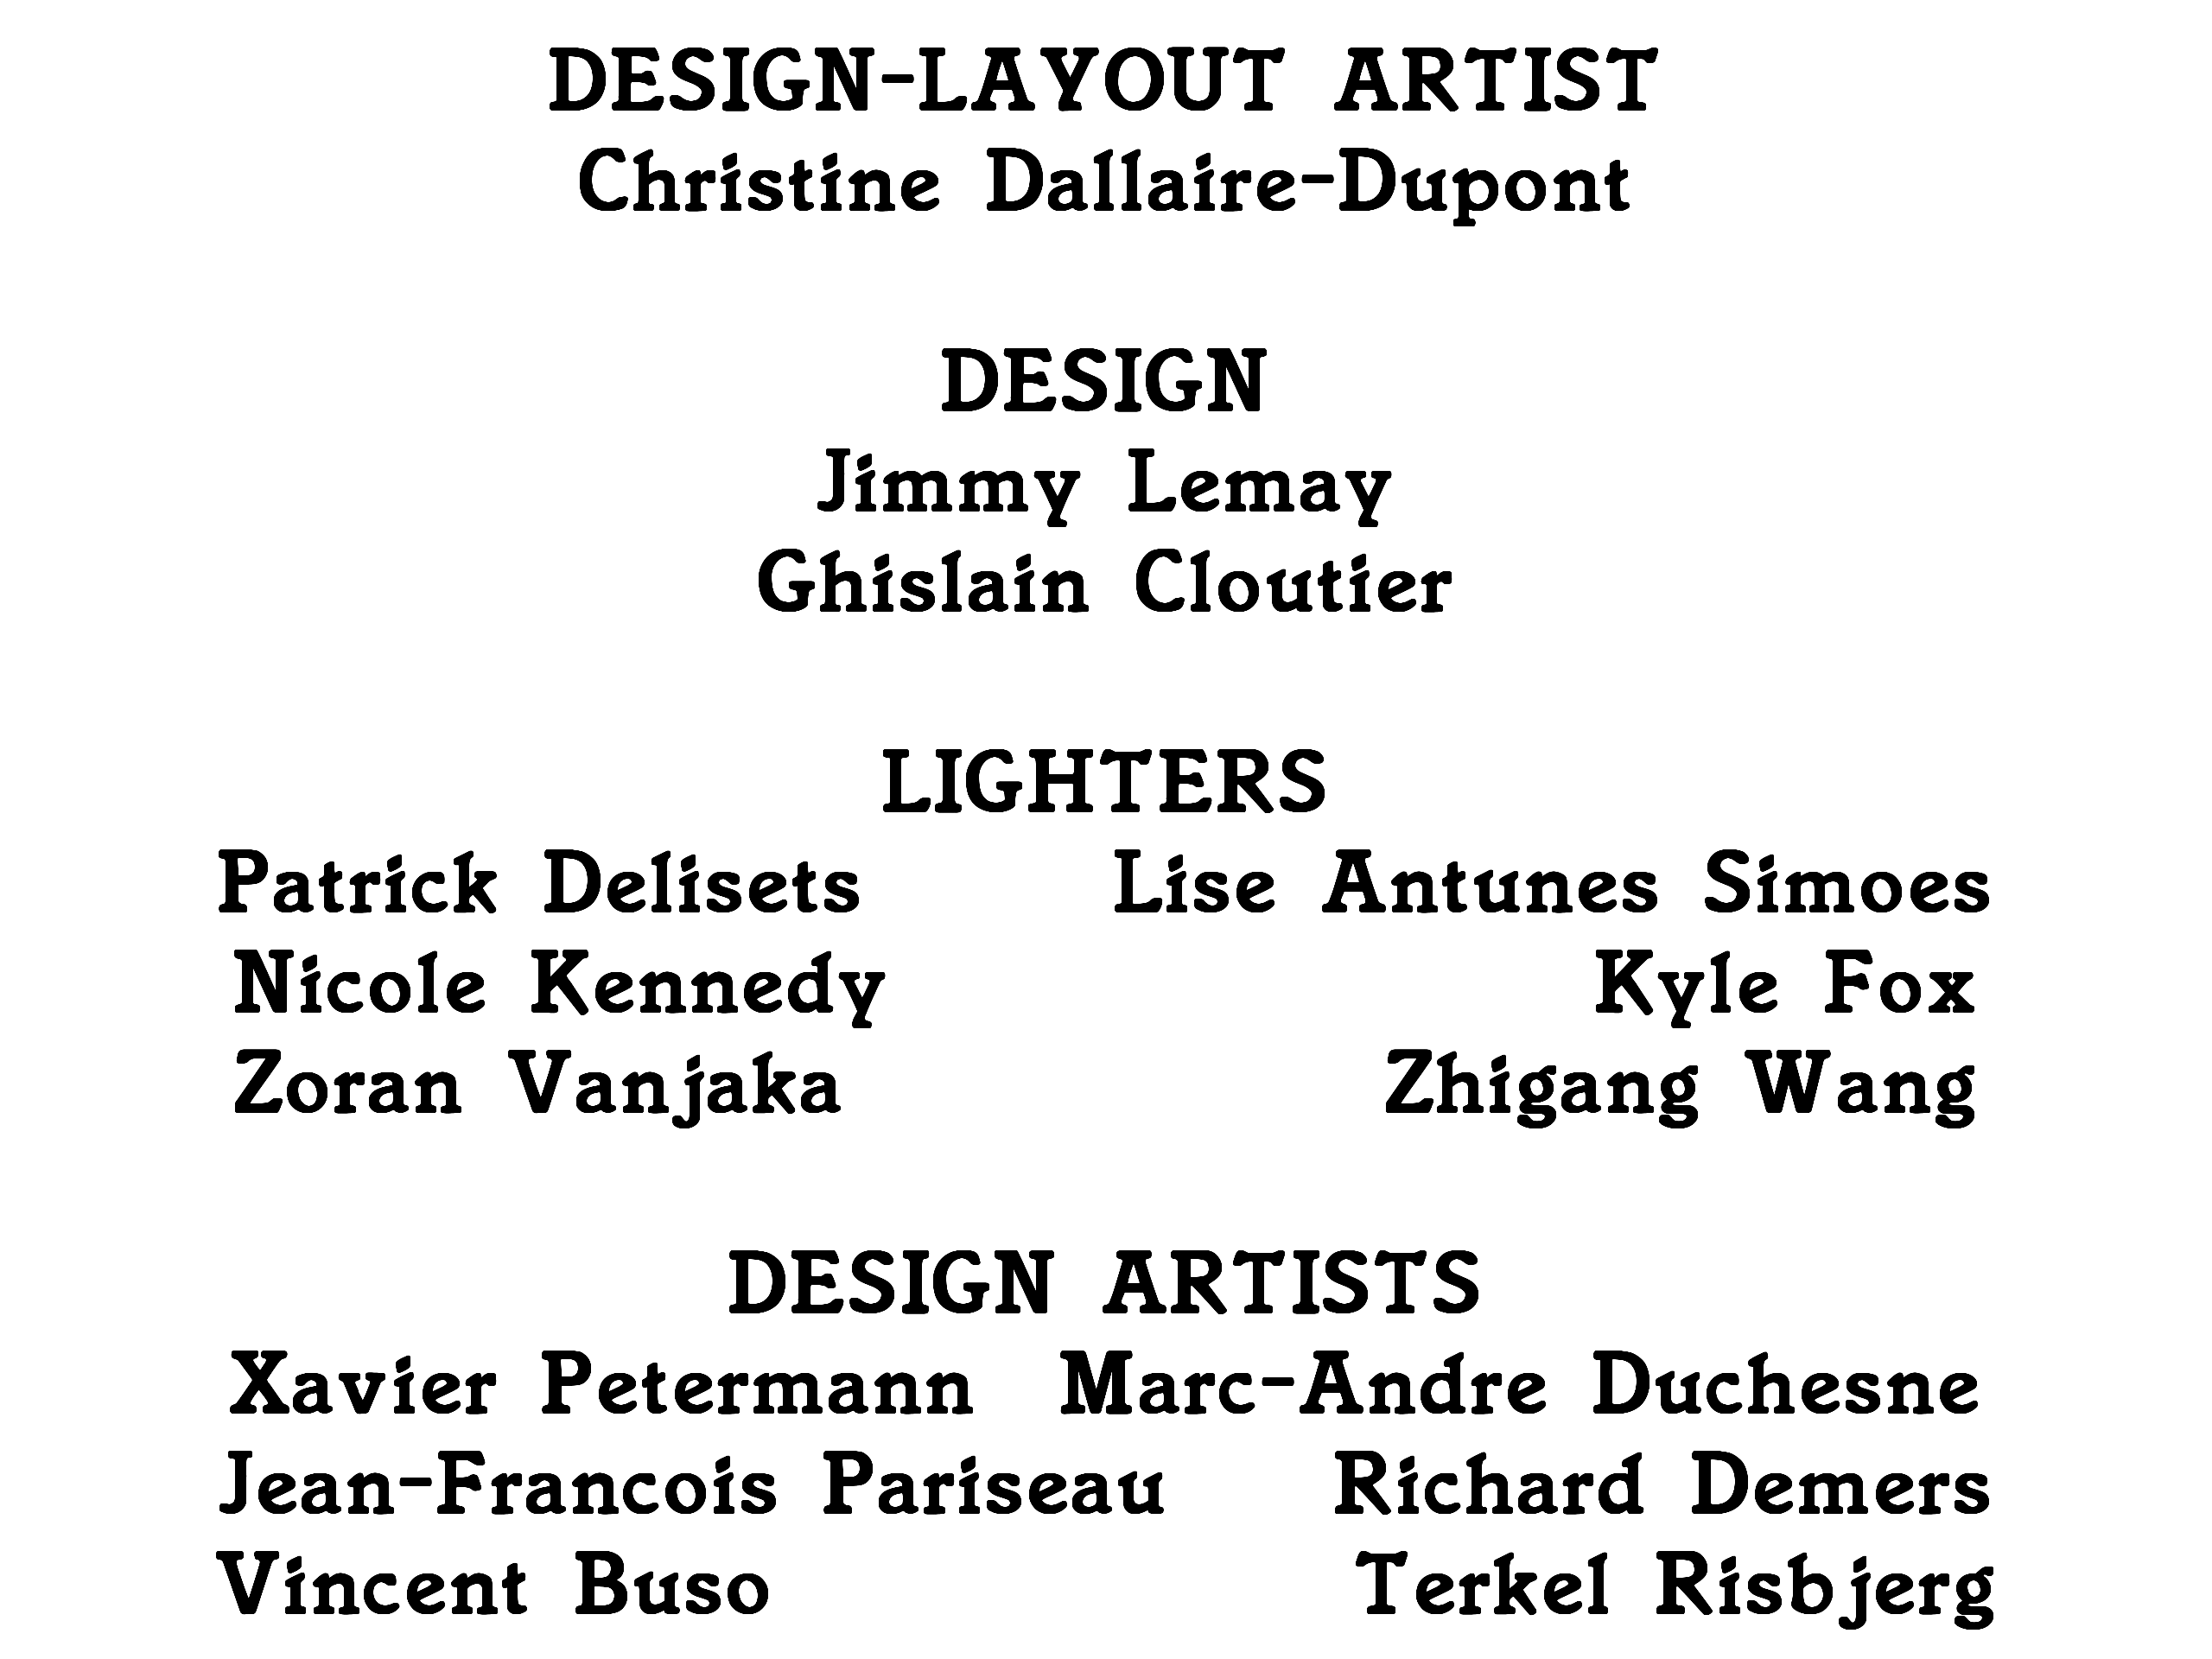 DESIGN-LAYOUT ARTIST
Christine Dallaire-Dupont
DESIGN
Jimmy Lemay
Ghislain Cloutier
LIGHTERS
Patrick Delisets Lise Antunes Simoes
Nicole Kennedy Kyle Fox
Zoran Vanjaka Zhigang Wang
DESIGN ARTISTS
Xavier Petermann Marc-Andre Duchesne
Jean-Francois Pariseau Richard Demers
Vincent Buso Terkel Risbjerg